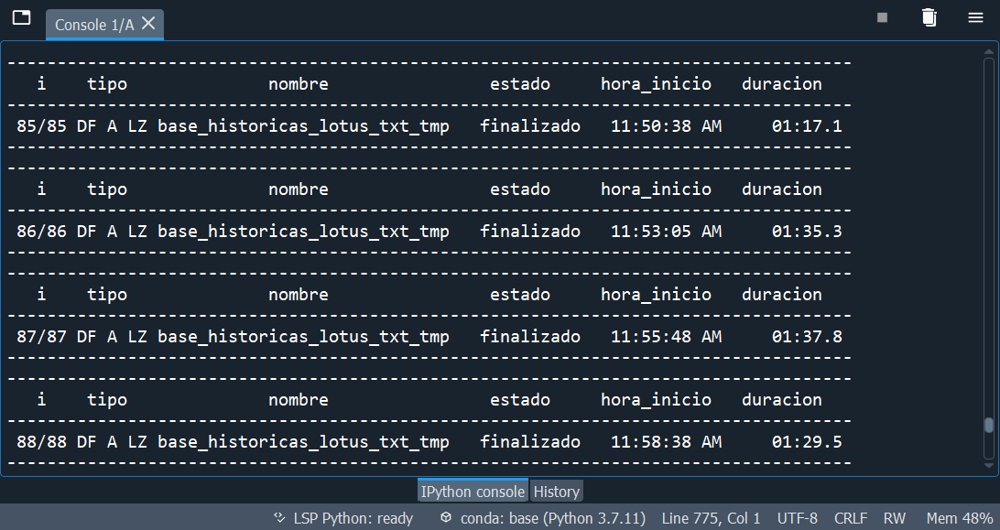 Console 1/A
----------------------------------------------------------------------------------
i tipo nombre estado hora_inicio duracion
----------------------------------------------------------------------------------
85/85 DF A LZ base_historicas_lotus_txt_tmp finalizado 11:50:38 AM 01:17.1
----------------------------------------------------------------------------------
----------------------------------------------------------------------------------
i tipo nombre estado hora_inicio duracion
----------------------------------------------------------------------------------
86/86 DF A LZ base_historicas_lotus_txt_tmp finalizado 11:53:05 AM 01:35.3
----------------------------------------------------------------------------------
----------------------------------------------------------------------------------
i tipo nombre estado hora_inicio duracion
----------------------------------------------------------------------------------
87/87 DF A LZ base_historicas_lotus_txt_tmp finalizado 11:55:48 AM 01:37.8
----------------------------------------------------------------------------------
----------------------------------------------------------------------------------
i tipo nombre estado hora_inicio duracion
----------------------------------------------------------------------------------
88/88 DF A LZ base_historicas_lotus_txt_tmp finalizado 11:58:38 AM 01:29.5
----------------------------------------------------------------------------------
IPython console History
LSP Python: ready conda: base (Python 3.7.11) Line 775, Col 1 UTF-8 CRLF RW Mem 48%